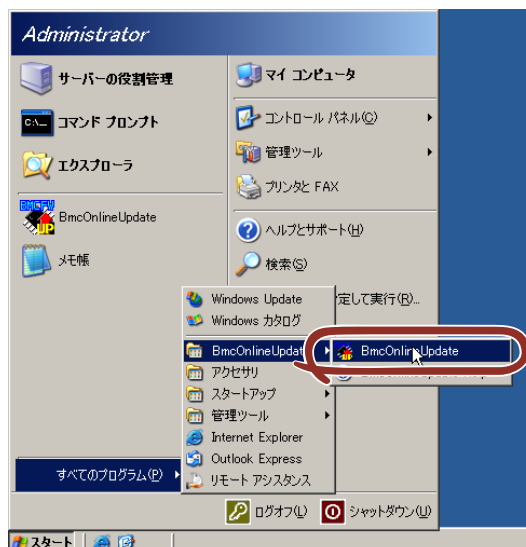 Administrator
サーバーの役割管理
コマンド プロンプト
エクスプローラ
BMCFW
UP
BmcOnlineUpdate
メモ帳
マイ コンピュータ
コントロール パネル(C)
管理ツール
プリンタと FAX
ヘルプとサポート(H)
検索(S)
定して実行(R)...
Windows Update
Windows カタログ
BmcOnlineUpdat
アクセサリ
スタートアップ
管理ツール
Internet Explorer
Outlook Express
リモート アシスタンス
BmcOnlineUpdate
すべてのプログラム(P)
ログオフ(L)
シャットダウン(U)
スタート